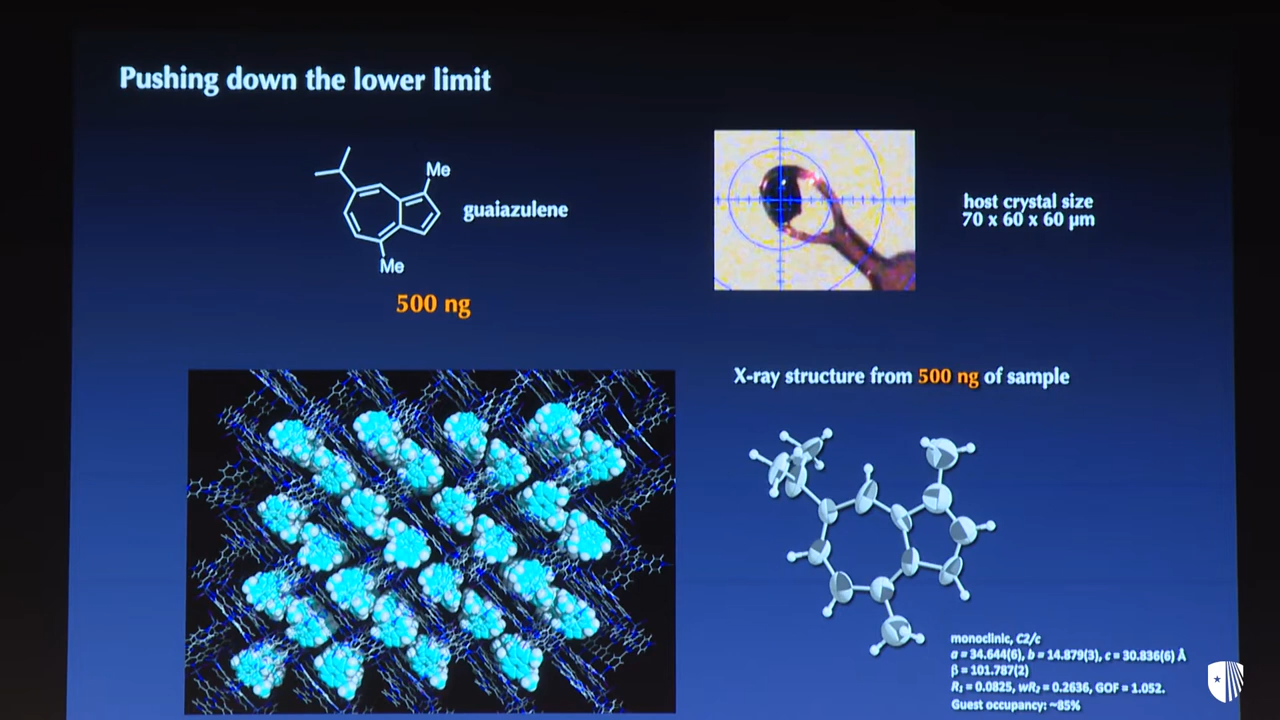 Pushing down the lower limit
Me
guaiazulene
Me
500 ng
host crystal size
70 x 60 x 60 µm
X-ray structure from 500 ng of sample
monoclinic, C2/c
a = 34.644(6), b = 14.879(3), c = 30.836(6) Å
β = 101.787(2)
R₁ = 0.0825, wR₂ = 0.2636, GOF = 1.052.
Guest occupancy: ~85%